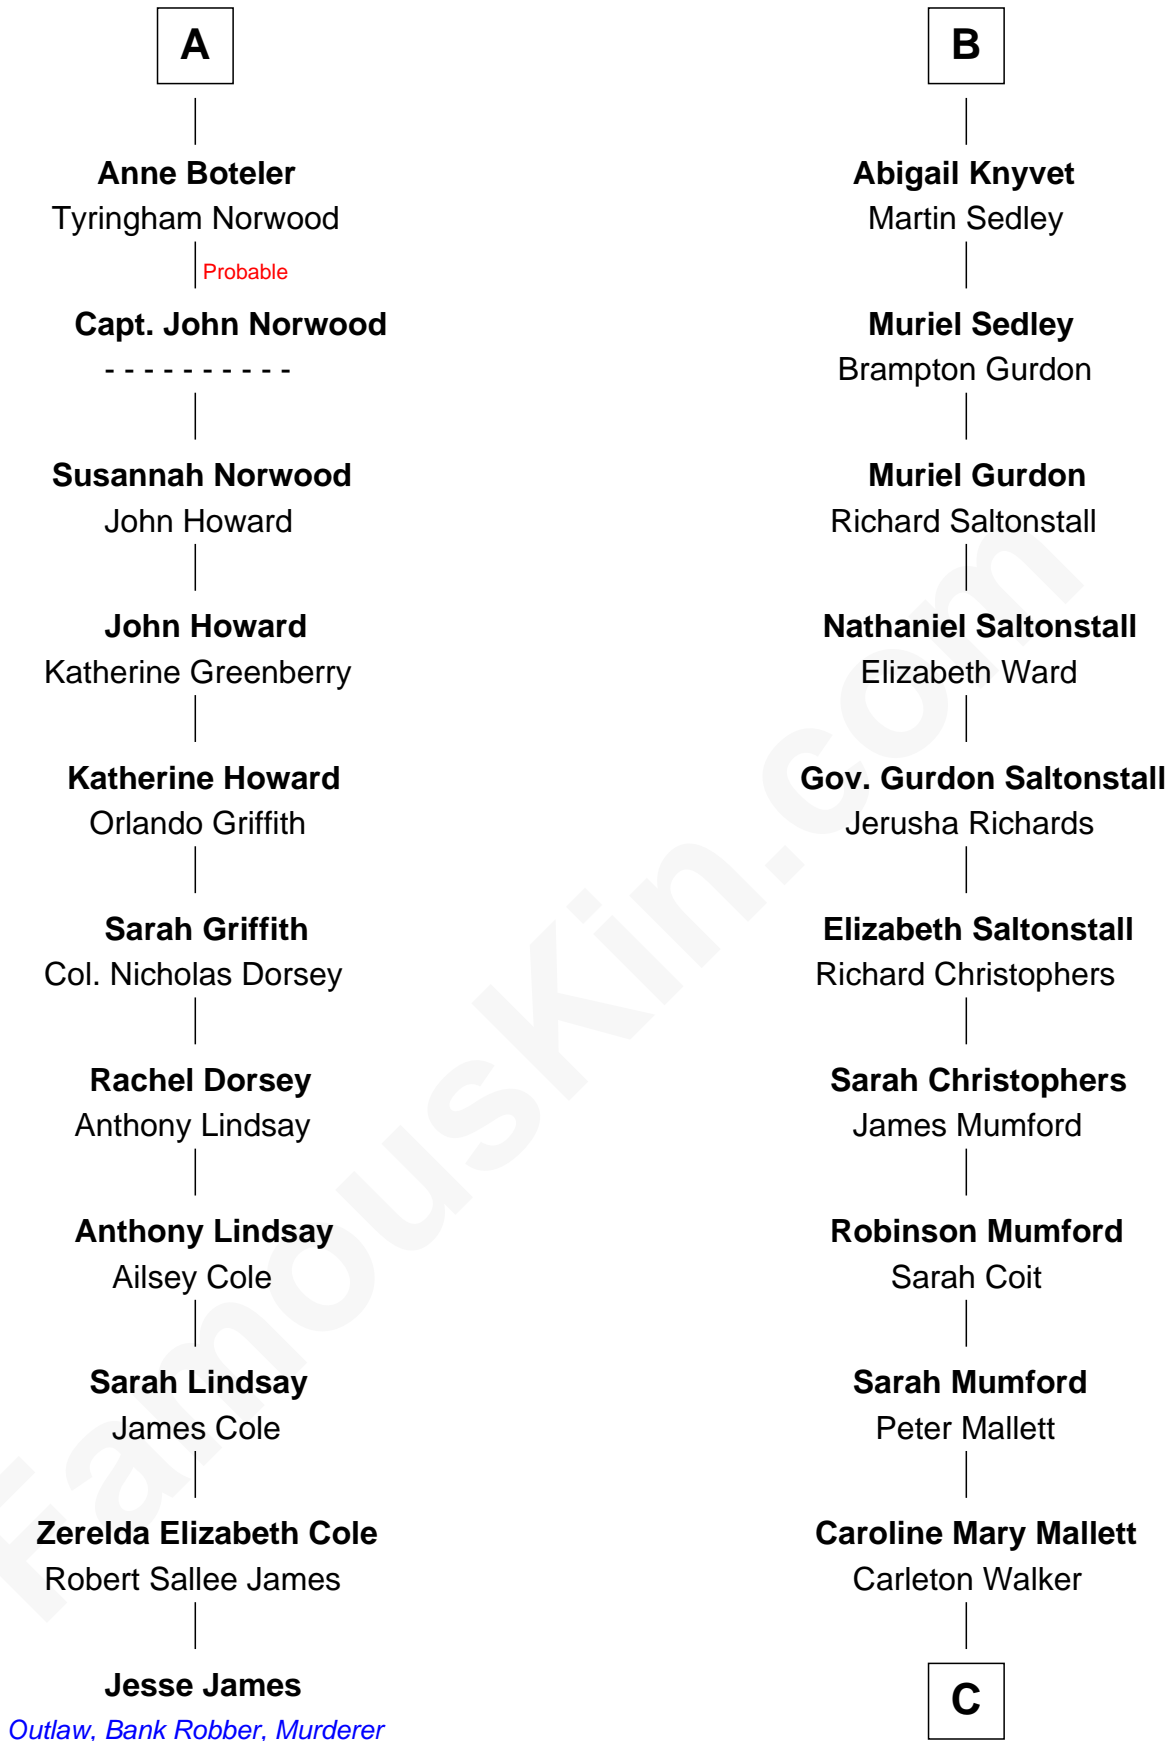 A
Anne Boteler
Tyringham Norwood
Probable
Capt. John Norwood
- - - - - - - - - -
Susannah Norwood
John Howard
John Howard
Katherine Greenberry
Katherine Howard
Orlando Griffith
Sarah Griffith
Col. Nicholas Dorsey
Rachel Dorsey
Anthony Lindsay
Anthony Lindsay
Ailsey Cole
Sarah Lindsay
James Cole
Zerelda Elizabeth Cole
Robert Sallee James
Jesse James
Outlaw, Bank Robber, Murderer
B
Abigail Knyvet
Martin Sedley
Muriel Sedley
Brampton Gurdon
Muriel Gurdon
Richard Saltonstall
Nathaniel Saltonstall
Elizabeth Ward
Gov. Gurdon Saltonstall
Jerusha Richards
Elizabeth Saltonstall
Richard Christophers
Sarah Christophers
James Mumford
Robinson Mumford
Sarah Coit
Sarah Mumford
Peter Mallett
Caroline Mary Mallett
Carleton Walker
C
FamousKin.com